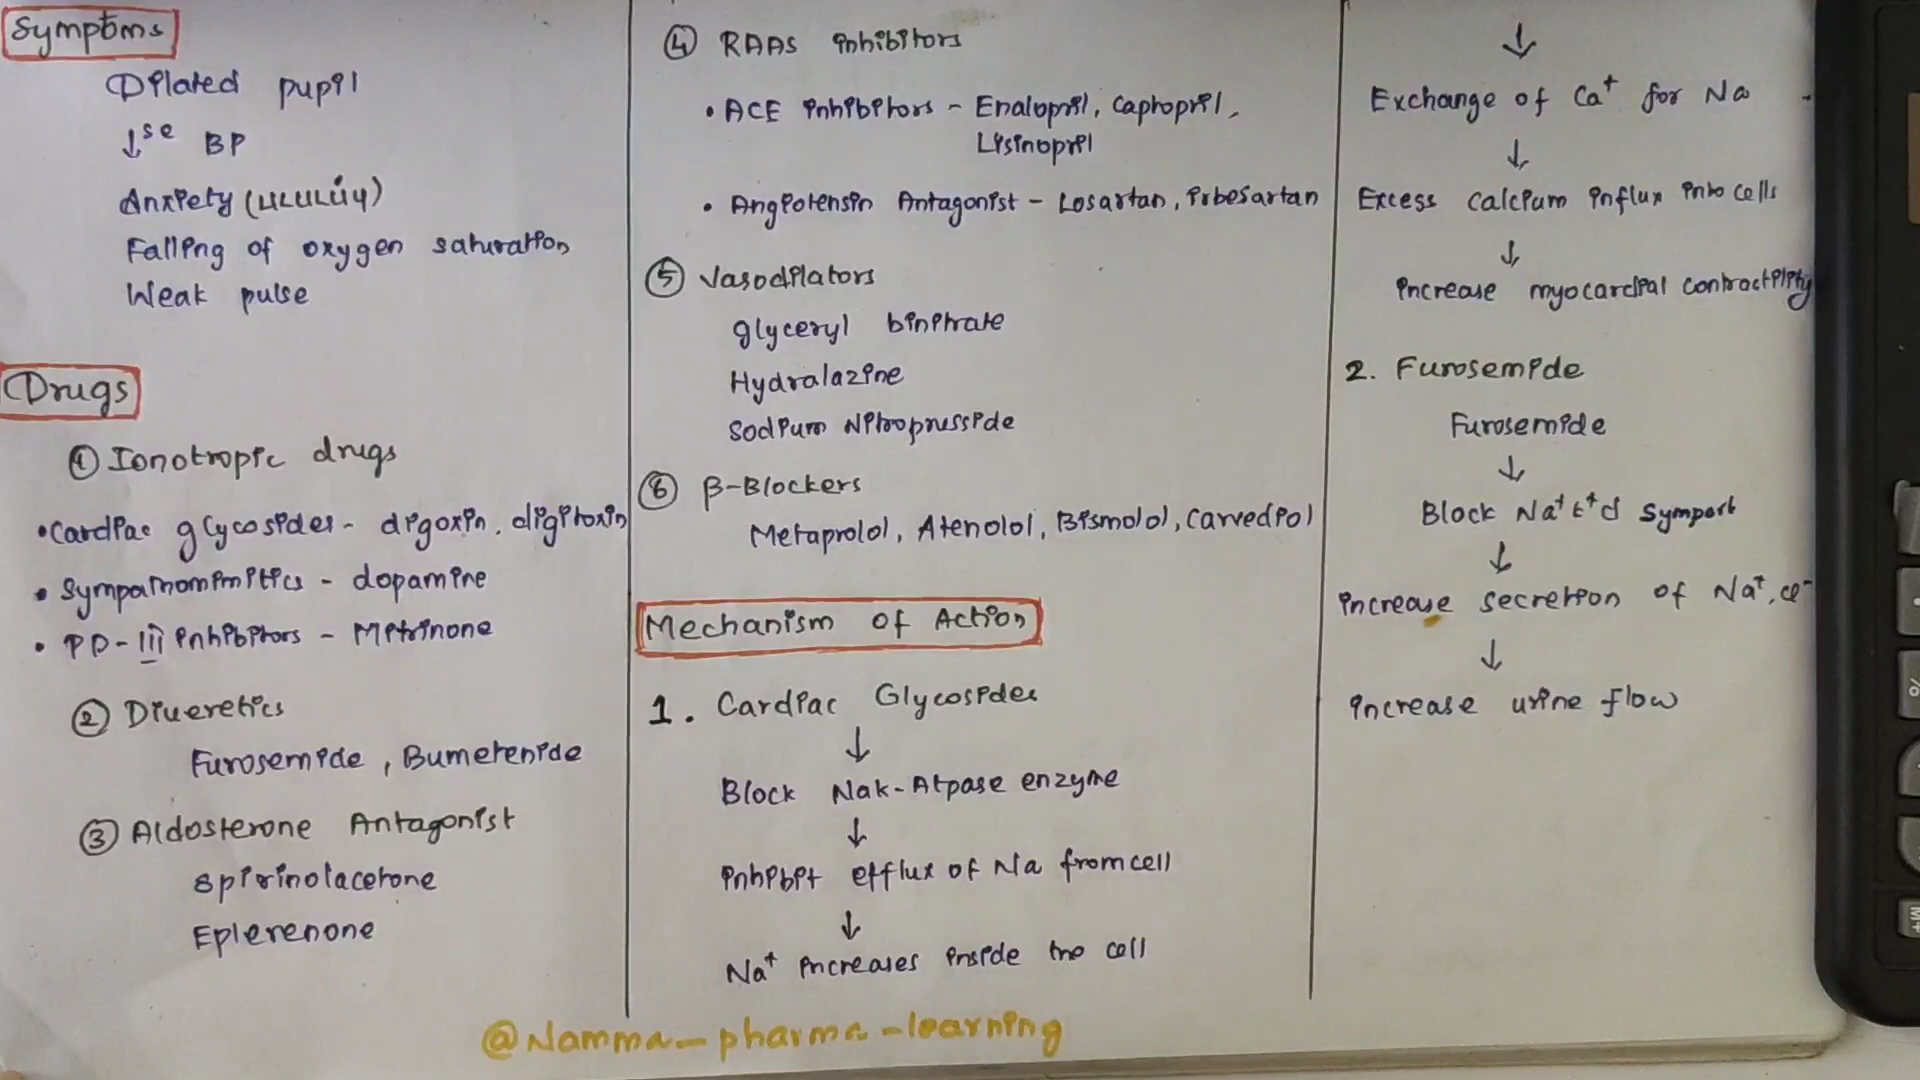 Symptoms
Dilated pupil
↓se BP
Anxiety (படபடப்பு)
Falling of oxygen saturation
Weak pulse
Drugs
① Ionotropic drugs
• Cardiac glycosides - digoxin, digitoxin
• Sympathomimitics - dopamine
• PD-III inhibitors - Mitrinone
② Diueretics
Furosemide, Bumetenide
③ Aldosterone Antagonist
Spirinolacetone
Eplerenone
④ RAAS inhibitors
• ACE inhibitors - Enalopril, Captopril,
Lisinopril
• Angiotensin Antagonist - Losartan, irbesartan
⑤ Vasodilators
glyceryl binitrate
Hydralazine
Sodium Nitroprusside
⑥ β-Blockers
Metaprolol, Atenolol, Bismolol, Carvediol
Mechanism of Action
1. Cardiac Glycosides
↓
Block Nak-Atpase enzyme
↓
inhibit efflux of Na from cell
↓
Na+ increases inside the cell
↓
Exchange of Ca+ for Na
↓
Excess calcium influx into cells
↓
increase myocardial contractility
2. Furosemide
Furosemide
↓
Block Na+ symport
↓
increase secretion of Na+, cl-
↓
increase urine flow
@Namma-pharma-learning
%
M+